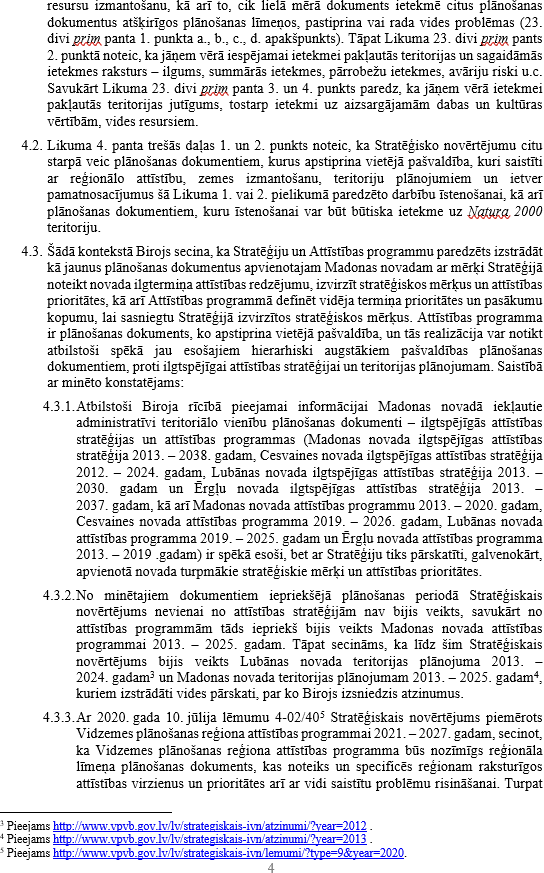 resursu izmantošanu, kā arī to, cik lielā mērā dokuments ietekmē citus plānošanas
dokumentus atšķirīgos plānošanas līmeņos, pastiprina vai rada vides problēmas (23.
divi prim panta 1. punkta a., b., c., d. apakšpunkts). Tāpat Likuma 23. divi prim pants
2. punktā noteic, ka jāņem vērā iespējamai ietekmei pakļautās teritorijas un sagaidāmās
ietekmes raksturs – ilgums, summārās ietekmes, pārrobežu ietekmes, avāriju riski u.c.
Savukārt Likuma 23. divi prim panta 3. un 4. punkts paredz, ka jāņem vērā ietekmei
pakļautās teritorijas jutīgums, tostarp ietekmi uz aizsargājamām dabas un kultūras
vērtībām, vides resursiem.
4.2. Likuma 4. panta trešās daļas 1. un 2. punkts noteic, ka Stratēģisko novērtējumu citu
starpā veic plānošanas dokumentiem, kurus apstiprina vietējā pašvaldība, kuri saistīti
ar reģionālo attīstību, zemes izmantošanu, teritoriju plānojumiem un ietver
pamatnosacījumus šā Likuma 1. vai 2. pielikumā paredzēto darbību īstenošanai, kā arī
plānošanas dokumentiem, kuru īstenošanai var būt būtiska ietekme uz Natura 2000
teritoriju.
4.3. Šādā kontekstā Birojs secina, ka Stratēģiju un Attīstības programmu paredzēts izstrādāt
kā jaunus plānošanas dokumentus apvienotajam Madonas novadam ar mērķi Stratēģijā
noteikt novada ilgtermiņa attīstības redzējumu, izvirzīt stratēģiskos mērķus un attīstības
prioritātes, kā arī Attīstības programmā definēt vidēja termiņa prioritātes un pasākumu
kopumu, lai sasniegtu Stratēģijā izvirzītos stratēģiskos mērķus. Attīstības programma
ir plānošanas dokuments, ko apstiprina vietējā pašvaldība, un tās realizācija var notikt
atbilstoši spēkā jau esošajiem hierarhiski augstākiem pašvaldības plānošanas
dokumentiem, proti ilgtspējīgai attīstības stratēģijai un teritorijas plānojumam. Saistībā
ar minēto konstatējams:
4.3.1. Atbilstoši Biroja rīcībā pieejamai informācijai Madonas novadā iekļautie
administratīvi teritoriālo vienību plānošanas dokumenti – ilgtspējīgās attīstības
stratēģijas un attīstības programmas (Madonas novada ilgtspējīgas attīstības
stratēģija 2013. – 2038. gadam, Cesvaines novada ilgtspējīgas attīstības stratēģija
2012. – 2024. gadam, Lubānas novada ilgtspējīgas attīstības stratēģija 2013. –
2030. gadam un Ērgļu novada ilgtspējīgas attīstības stratēģija 2013. –
2037. gadam, kā arī Madonas novada attīstības programmu 2013. – 2020. gadam,
Cesvaines novada attīstības programma 2019. – 2026. gadam, Lubānas novada
attīstības programma 2019. – 2025. gadam un Ērgļu novada attīstības programma
2013. – 2019 .gadam) ir spēkā esoši, bet ar Stratēģiju tiks pārskatīti, galvenokārt,
apvienotā novada turpmākie stratēģiskie mērķi un attīstības prioritātes.
4.3.2. No minētajiem dokumentiem iepriekšējā plānošanas periodā Stratēģiskais
novērtējums nevienai no attīstības stratēģijām nav bijis veikts, savukārt no
attīstības programmām tāds iepriekš bijis veikts Madonas novada attīstības
programmai 2013. – 2025. gadam. Tāpat secināms, ka līdz šim Stratēģiskais
novērtējums bijis veikts Lubānas novada teritorijas plānojuma 2013. –
2024. gadam³ un Madonas novada teritorijas plānojumam 2013. – 2025. gadam⁴,
kuriem izstrādāti vides pārskati, par ko Birojs izsniedzis atzinumus.
4.3.3. Ar 2020. gada 10. jūlija lēmumu 4-02/40⁵ Stratēģiskais novērtējums piemērots
Vidzemes plānošanas reģiona attīstības programmai 2021. – 2027. gadam, secinot,
ka Vidzemes plānošanas reģiona attīstības programma būs nozīmīgs reģionāla
līmeņa plānošanas dokuments, kas noteiks un specificēs reģionam raksturīgos
attīstības virzienus un prioritātes arī ar vidi saistītu problēmu risināšanai. Turpat
³ Pieejams http://www.vpvb.gov.lv/lv/strategiskais-ivn/atzinumi/?year=2012 .
⁴ Pieejams http://www.vpvb.gov.lv/lv/strategiskais-ivn/atzinumi/?year=2013 .
⁵ Pieejams http://www.vpvb.gov.lv/lv/strategiskais-ivn/lemumi/?type=9&year=2020.
4